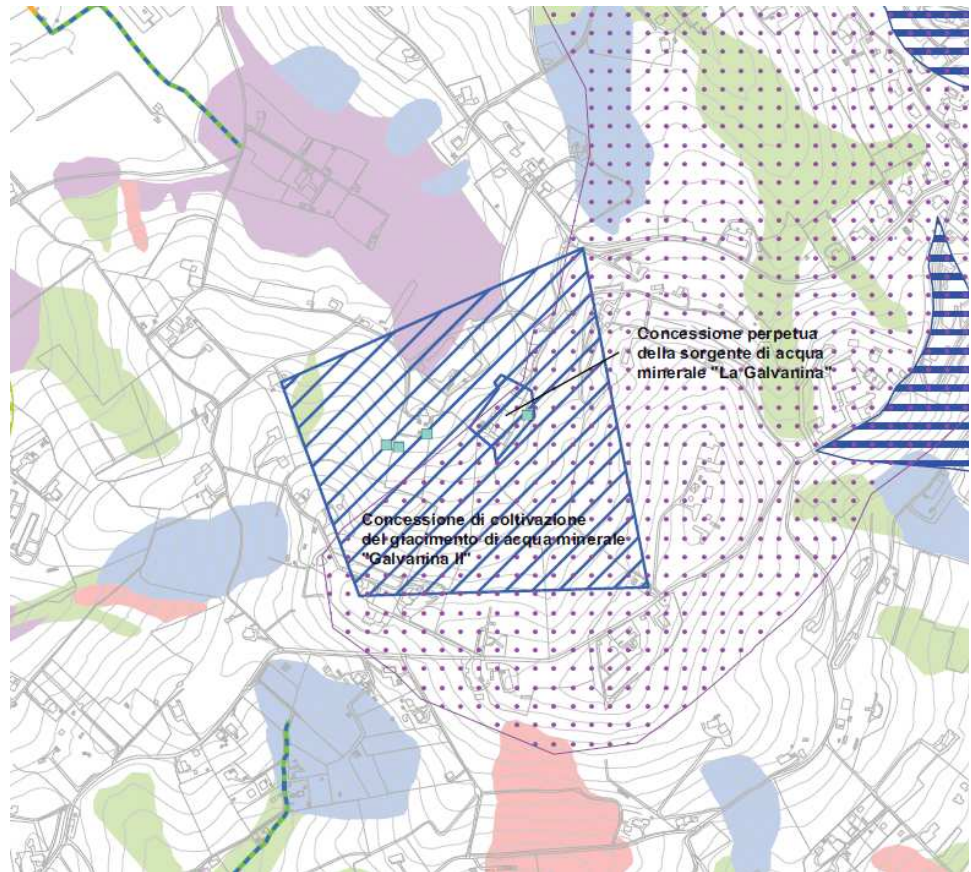 Concessione perpetua
della sorgente di acqua
minerale "La Galvanina"
Concessione di coltivazione
del giacimento di acqua minerale
"Galvanina II"